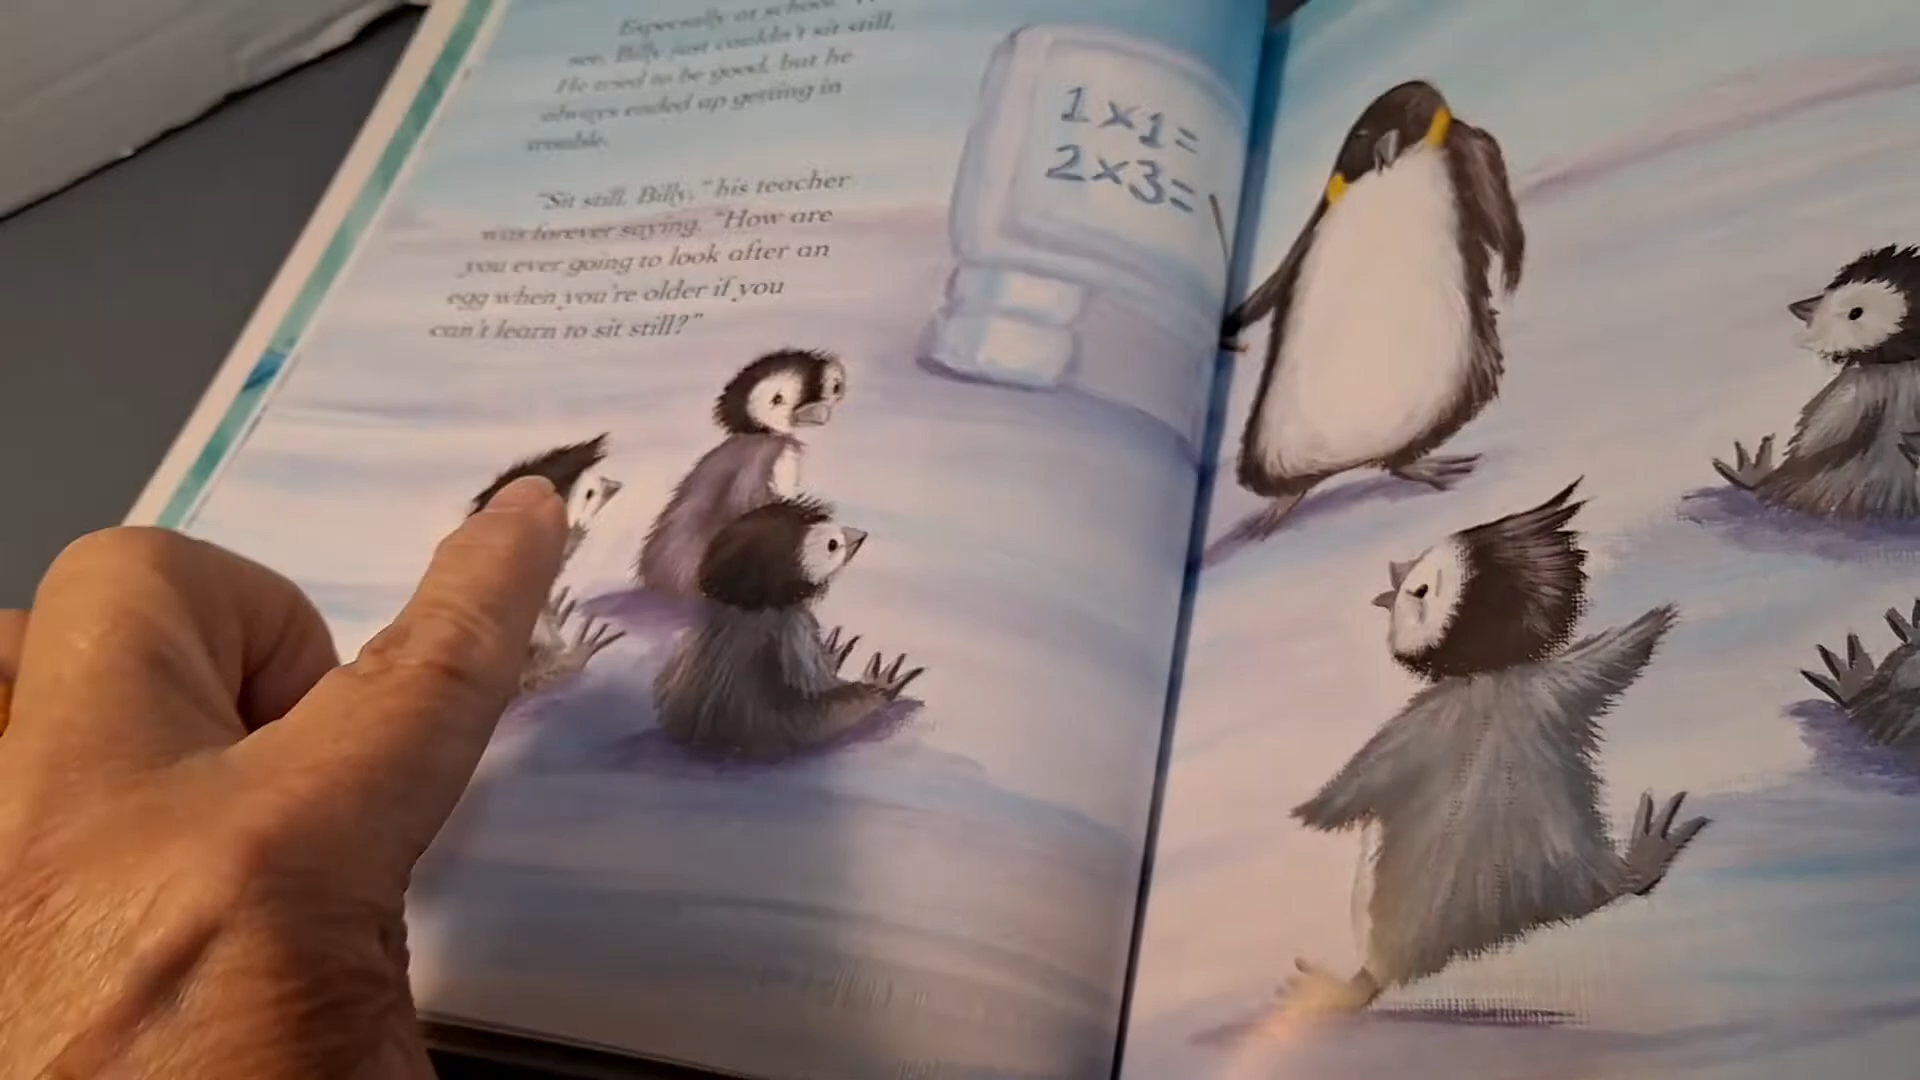 Especially at school.
see, Billy just couldn't sit still.
He tried to be good, but he
always ended up getting in
trouble.
"Sit still, Billy," his teacher
was forever saying. "How are
you ever going to look after an
egg when you're older if you
can't learn to sit still?"
1x1=
2x3=